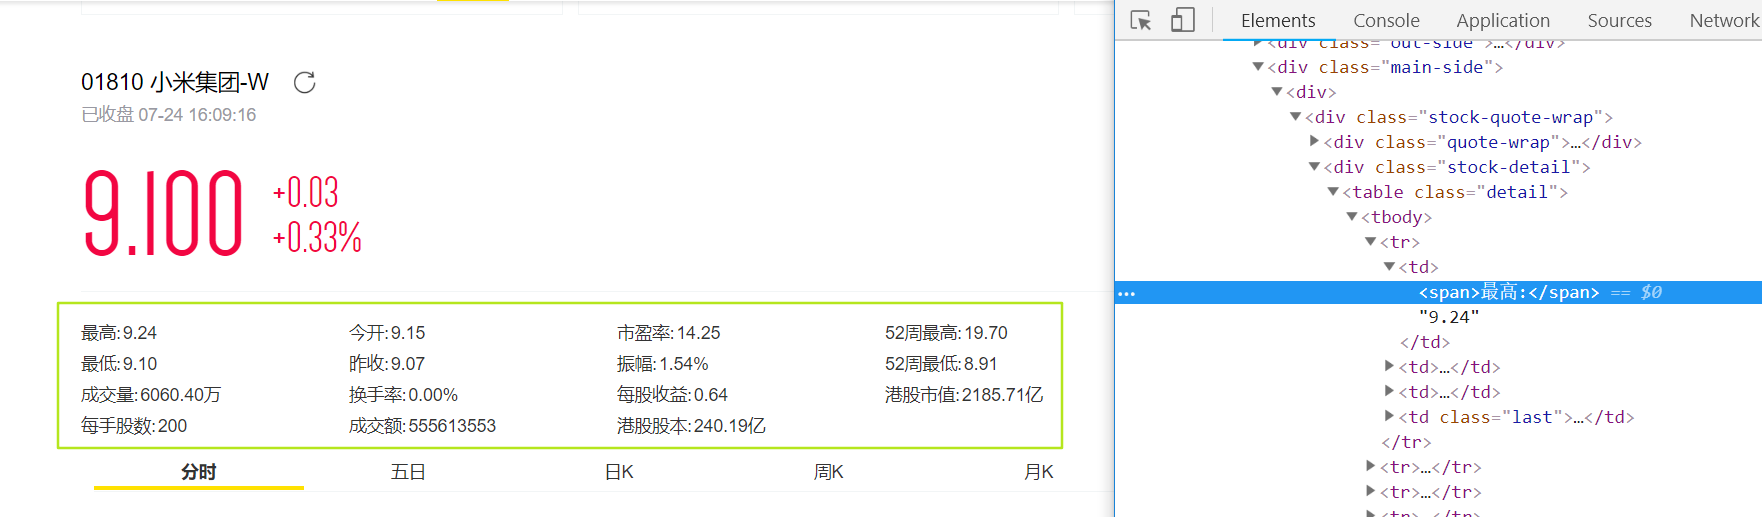 01810 小米集团-W
已收盘 07-24 16:09:16
9.100
+0.03
+0.33%
最高:9.24 今开:9.15 市盈率:14.25 52周最高:19.70
最低:9.10 昨收:9.07 振幅:1.54% 52周最低:8.91
成交量:6060.40万 换手率:0.00% 每股收益:0.64 港股市值:2185.71亿
每手股数:200 成交额:555613553 港股股本:240.19亿
分时 五日 日K 周K 月K
Elements Console Application Sources Network
<div class="out-side">…</div>
<div class="main-side">
<div>
<div class="stock-quote-wrap">
<div class="quote-wrap">…</div>
<div class="stock-detail">
<table class="detail">
<tbody>
<tr>
<td>
<span>最高:</span> == $0
"9.24"
</td>
<td>…</td>
<td>…</td>
<td class="last">…</td>
</tr>
<tr>…</tr>
<tr>…</tr>
<tr>…</tr>